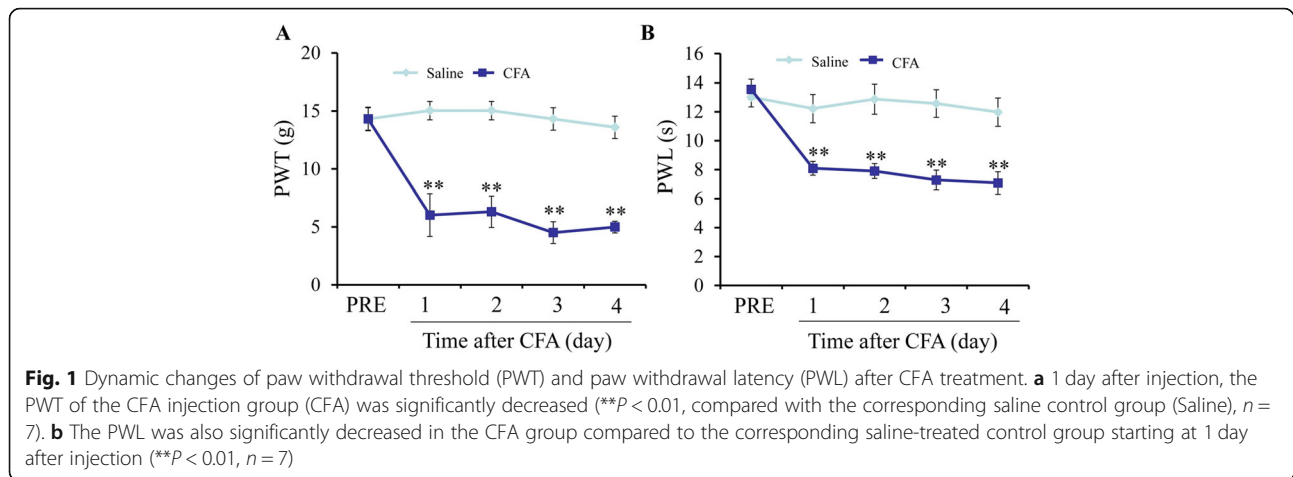 A
B
20
15
10
5
0
PWT (g)
Saline
CFA
**
**
**
**
PRE
1
2
3
4
Time after CFA (day)
16
14
12
10
8
6
4
2
0
PWL (s)
Saline
CFA
**
**
**
**
PRE
1
2
3
4
Time after CFA (day)
Fig. 1 Dynamic changes of paw withdrawal threshold (PWT) and paw withdrawal latency (PWL) after CFA treatment. a 1 day after injection, the
PWT of the CFA injection group (CFA) was significantly decreased (**P < 0.01, compared with the corresponding saline control group (Saline), n =
7). b The PWL was also significantly decreased in the CFA group compared to the corresponding saline-treated control group starting at 1 day
after injection (**P < 0.01, n = 7)